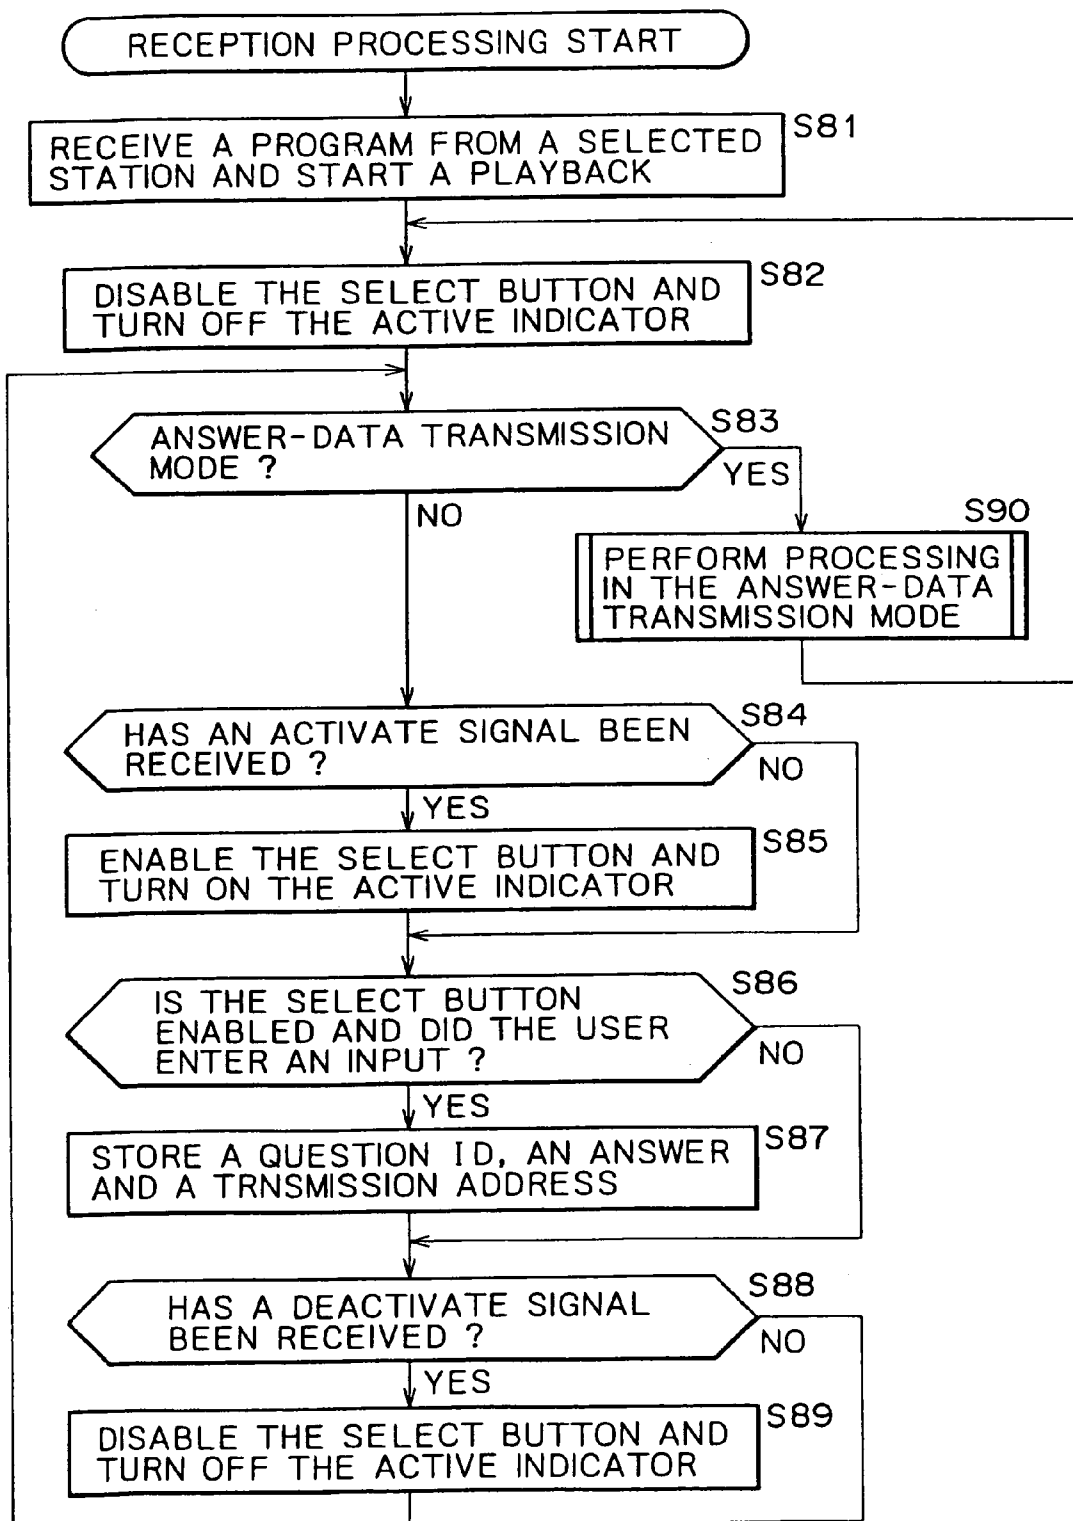 RECEPTION PROCESSING START
S81
RECEIVE A PROGRAM FROM A SELECTED
STATION AND START A PLAYBACK
S82
DISABLE THE SELECT BUTTON AND
TURN OFF THE ACTIVE INDICATOR
S83
ANSWER-DATA TRANSMISSION
MODE ?
YES
NO
S90
PERFORM PROCESSING
IN THE ANSWER-DATA
TRANSMISSION MODE
S84
HAS AN ACTIVATE SIGNAL BEEN
RECEIVED ?
NO
YES
S85
ENABLE THE SELECT BUTTON AND
TURN ON THE ACTIVE INDICATOR
S86
IS THE SELECT BUTTON
ENABLED AND DID THE USER
ENTER AN INPUT ?
NO
YES
S87
STORE A QUESTION ID, AN ANSWER
AND A TRNSMISSION ADDRESS
S88
HAS A DEACTIVATE SIGNAL
BEEN RECEIVED ?
NO
YES
S89
DISABLE THE SELECT BUTTON AND
TURN OFF THE ACTIVE INDICATOR